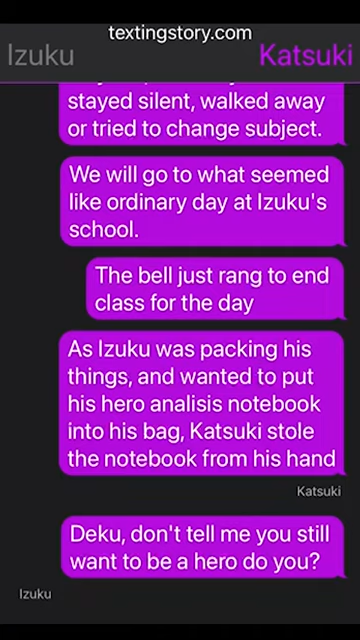 textingstory.com
Izuku
Katsuki
stayed silent, walked away
or tried to change subject.
We will go to what seemed
like ordinary day at Izuku's
school.
The bell just rang to end
class for the day
As Izuku was packing his
things, and wanted to put
his hero analisis notebook
into his bag, Katsuki stole
the notebook from his hand
Katsuki
Deku, don't tell me you still
want to be a hero do you?
Izuku